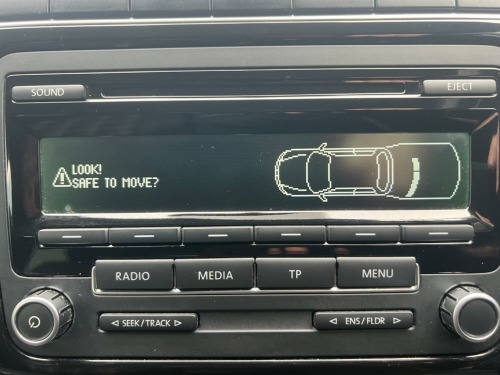 SOUND
EJECT
LOOK!
SAFE TO MOVE?
RADIO
MEDIA
TP
MENU
SEEK / TRACK
ENS / FLDR